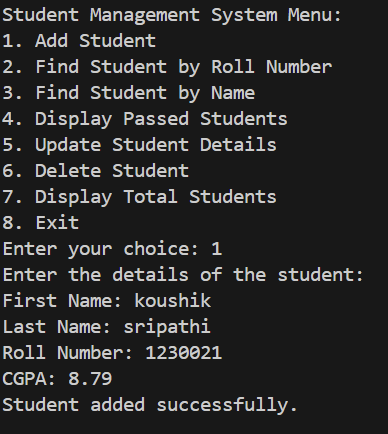 Student Management System Menu:
1. Add Student
2. Find Student by Roll Number
3. Find Student by Name
4. Display Passed Students
5. Update Student Details
6. Delete Student
7. Display Total Students
8. Exit
Enter your choice: 1
Enter the details of the student:
First Name: koushik
Last Name: sripathi
Roll Number: 1230021
CGPA: 8.79
Student added successfully.